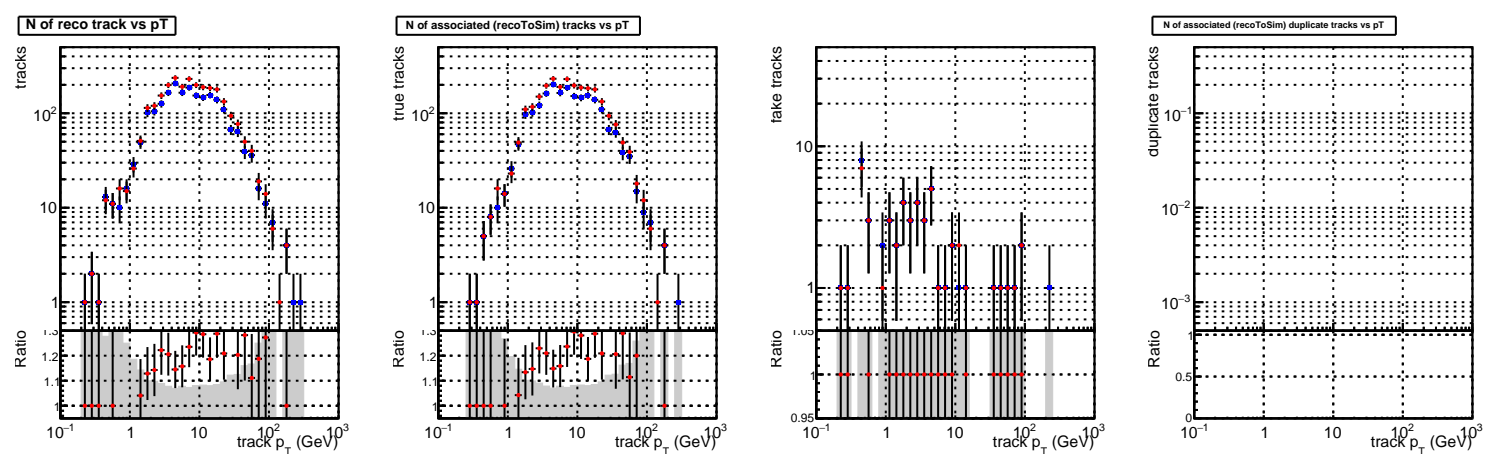 N of reco track vs pT
tracks
10²
10
1
Ratio
1.3
1.2
1.1
1
10⁻¹ 1 10 10² 10³
track p_T (GeV)
N of associated (recoToSim) tracks vs pT
true tracks
10²
10
1
Ratio
1.3
1.2
1.1
1
10⁻¹ 1 10 10² 10³
track p_T (GeV)
fake tracks
10
1
Ratio
1.05
1
0.95
10⁻¹ 1 10 10² 10³
track p_T (GeV)
N of associated (recoToSim) duplicate tracks vs pT
duplicate tracks
10⁻¹
10⁻²
10⁻³
Ratio
1
0.5
0
10⁻¹ 1 10 10² 10³
track p_T (GeV)